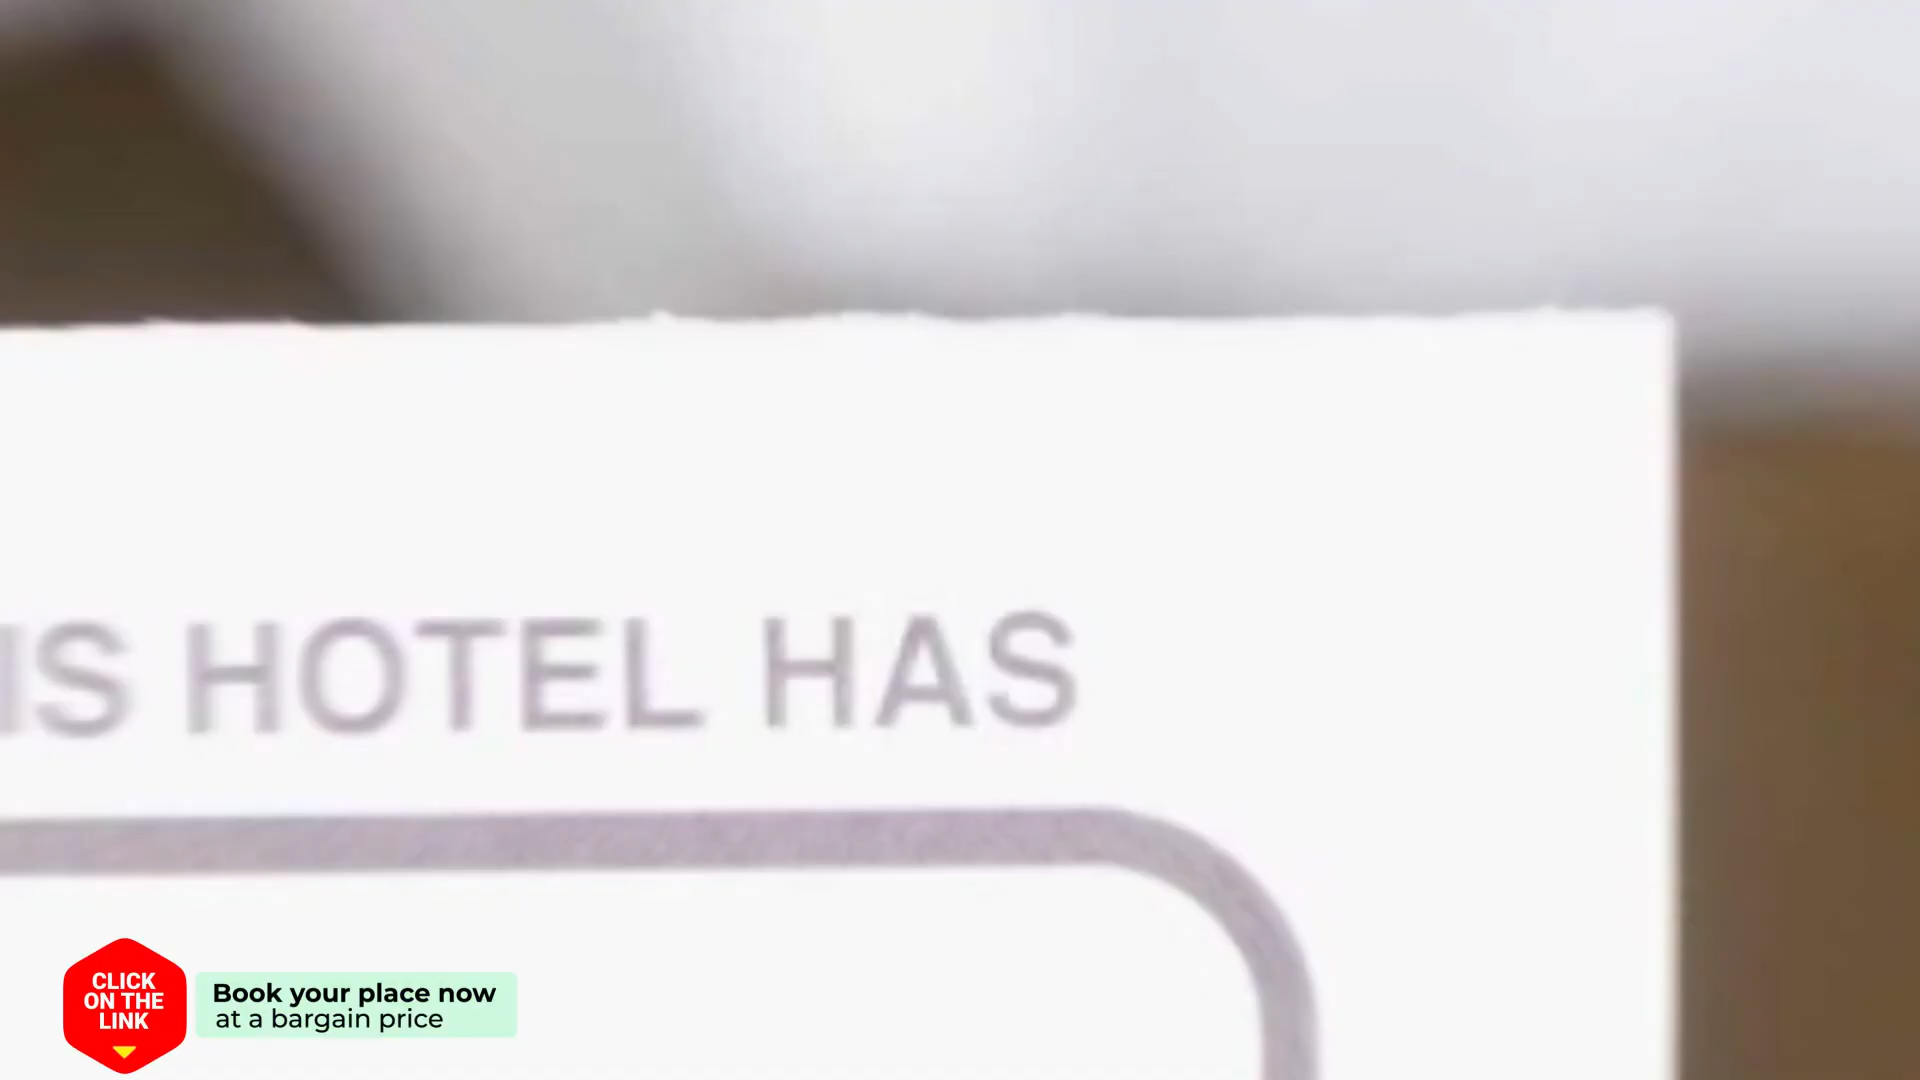 IS HOTEL HAS
CLICK
ON THE
LINK
Book your place now
at a bargain price